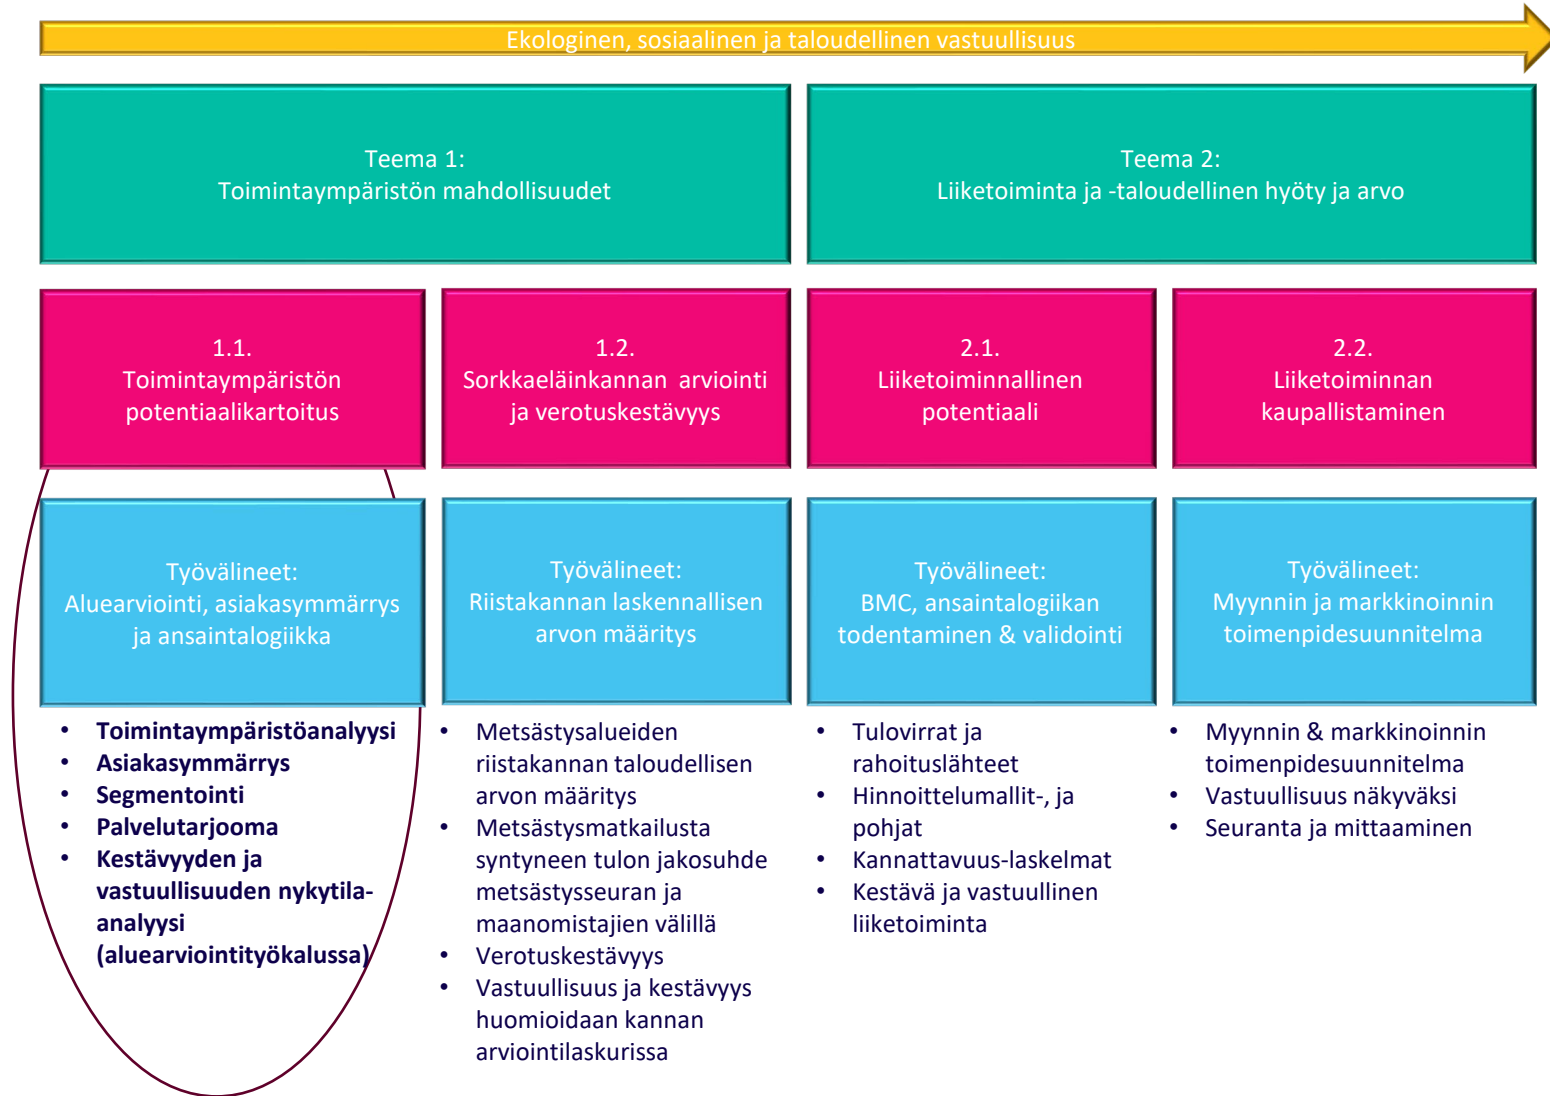 Ekologinen, sosiaalinen ja taloudellinen vastuullisuus
Teema 1:
Toimintaympäristön mahdollisuudet
Teema 2:
Liiketoiminta ja -taloudellinen hyöty ja arvo
1.1.
Toimintaympäristön
potentiaalikartoitus
1.2.
Sorkkaeläinkannan arviointi
ja verotuskestävyys
2.1.
Liiketoiminnallinen
potentiaali
2.2.
Liiketoiminnan
kaupallistaminen
Työvälineet:
Aluearviointi, asiakasymmärrys
ja ansaintalogiikka
Työvälineet:
Riistakannan laskennallisen
arvon määritys
Työvälineet:
BMC, ansaintalogiikan
todentaminen & validointi
Työvälineet:
Myynnin ja markkinoinnin
toimenpidesuunnitelma
• Toimintaympäristöanalyysi
• Asiakasymmärrys
• Segmentointi
• Palvelutarjooma
• Kestävyyden ja
vastuullisuuden nykytila-
analyysi
(aluearviointityökalussa)
• Metsästysalueiden
riistakannan taloudellisen
arvon määritys
• Metsästysmatkailusta
syntyneen tulon jakosuhde
metsästysseuran ja
maanomistajien välillä
• Verotuskestävyys
• Vastuullisuus ja kestävyys
huomioidaan kannan
arviointilaskurissa
• Tulovirrat ja
rahoituslähteet
• Hinnoittelumallit-, ja
pohjat
• Kannattavuus-laskelmat
• Kestävä ja vastuullinen
liiketoiminta
• Myynnin & markkinoinnin
toimenpidesuunnitelma
• Vastuullisuus näkyväksi
• Seuranta ja mittaaminen